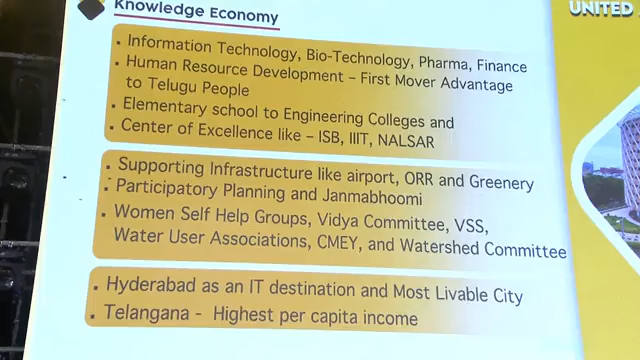 Knowledge Economy
UNITED
• Information Technology, Bio-Technology, Pharma, Finance
• Human Resource Development – First Mover Advantage
to Telugu People
• Elementary school to Engineering Colleges and
• Center of Excellence like – ISB, IIIT, NALSAR
• Supporting Infrastructure like airport, ORR and Greenery
• Participatory Planning and Janmabhoomi
• Women Self Help Groups, Vidya Committee, VSS,
Water User Associations, CMEY, and Watershed Committee
• Hyderabad as an IT destination and Most Livable City
• Telangana - Highest per capita income